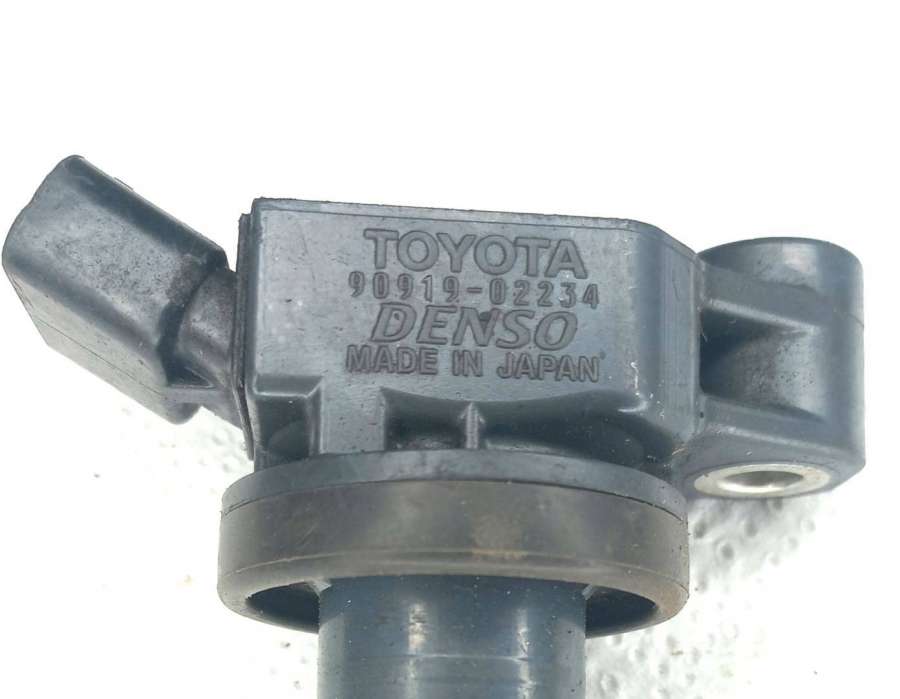 TOYOTA
90919-02234
DENSO
MADE IN JAPAN